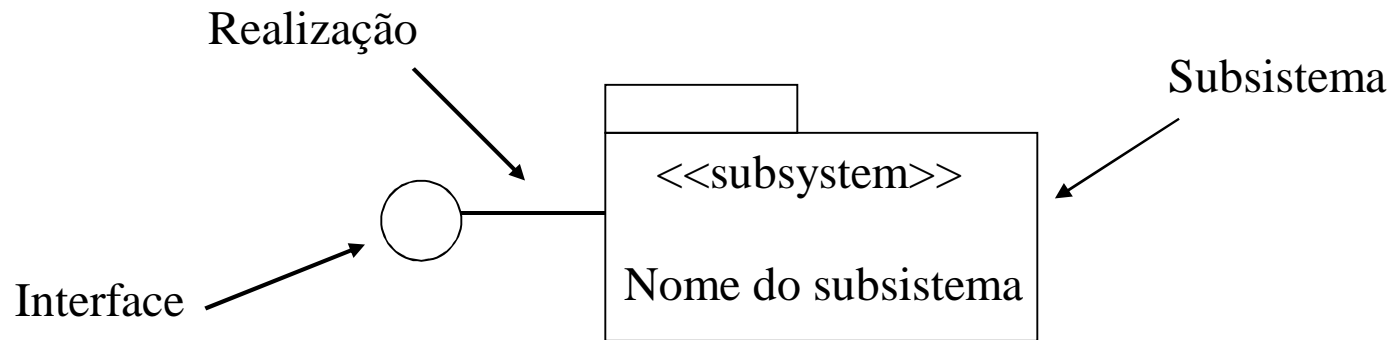 Realização
Subsistema
<<subsystem>>
Nome do subsistema
Interface